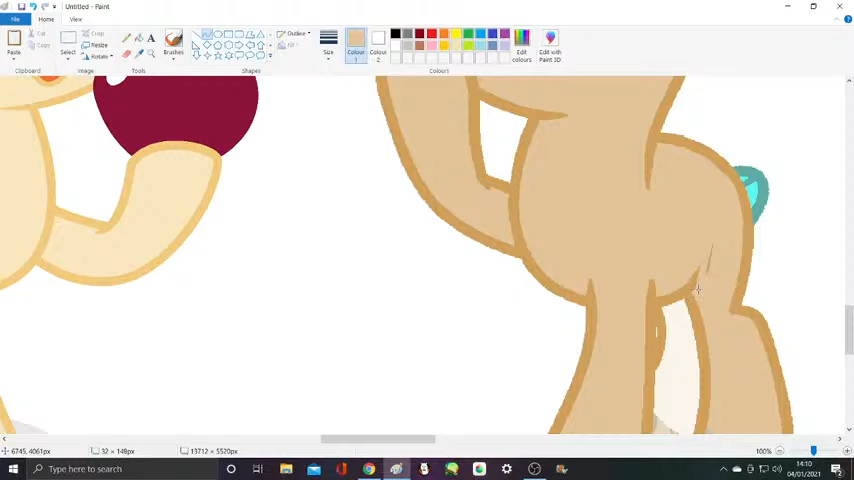 Untitled - Paint
File Home View
Paste
Cut
Copy
Clipboard
Select
Crop
Resize
Rotate
Image
A
Tools
Brushes
Outline
Fill
Shapes
Size
Colour 1
Colour 2
Edit colours
Colours
Edit with Paint 3D
6745, 4061px
32 × 149px
13712 × 5520px
100%
Type here to search
14:10
04/01/2021
2